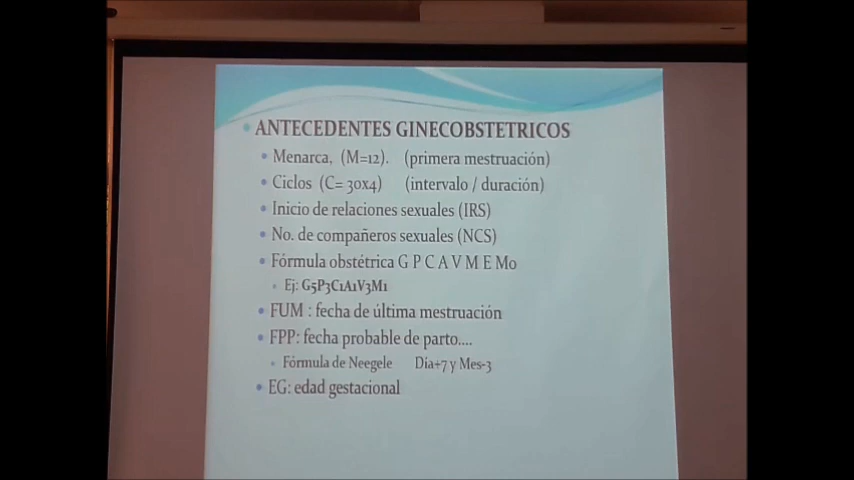 ANTECEDENTES GINECOBSTETRICOS
Menarca, (M=12). (primera mestruación)
Ciclos (C= 30x4) (intervalo / duración)
Inicio de relaciones sexuales (IRS)
No. de compañeros sexuales (NCS)
Fórmula obstétrica G P C A V M E Mo
Ej: G5P3C1A1V3M1
FUM : fecha de última mestruación
FPP: fecha probable de parto....
Fórmula de Neegele Día+7 y Mes-3
EG: edad gestacional